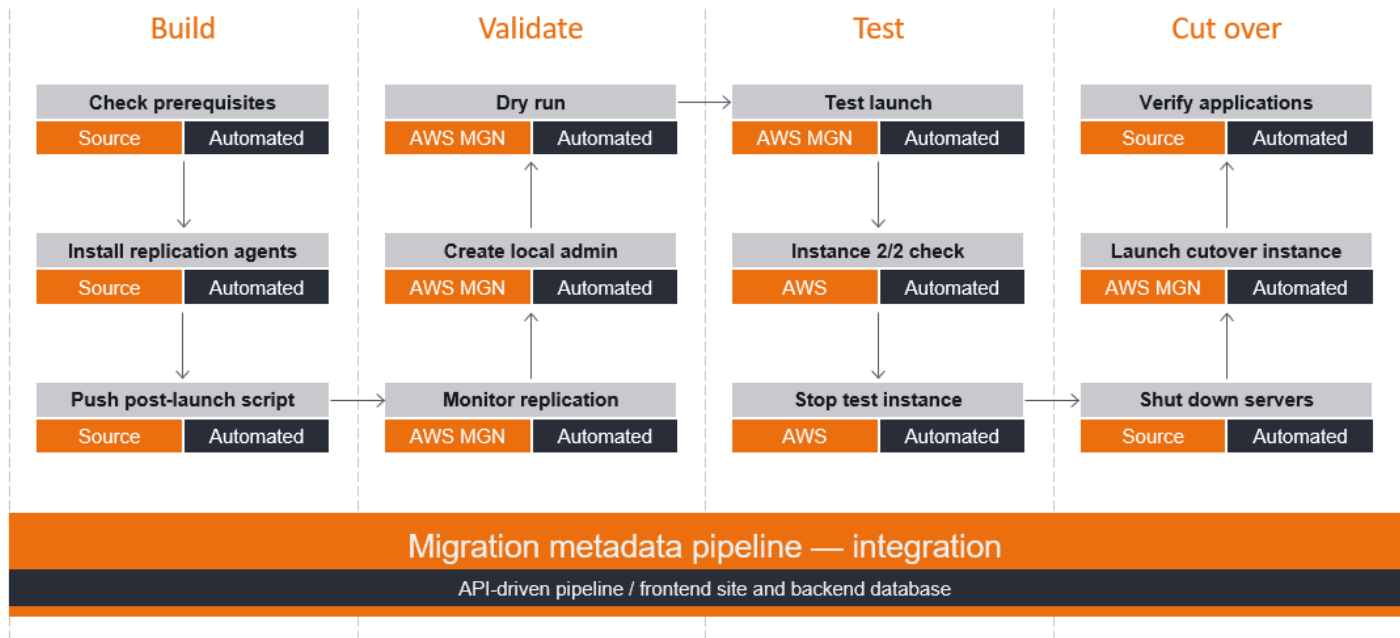 Build
Check prerequisites
Source Automated
Install replication agents
Source Automated
Push post-launch script
Source Automated
Validate
Dry run
AWS MGN Automated
Create local admin
AWS MGN Automated
Monitor replication
AWS MGN Automated
Test
Test launch
AWS MGN Automated
Instance 2/2 check
AWS Automated
Stop test instance
AWS Automated
Cut over
Verify applications
Source Automated
Launch cutover instance
AWS MGN Automated
Shut down servers
Source Automated
Migration metadata pipeline — integration
API-driven pipeline / frontend site and backend database